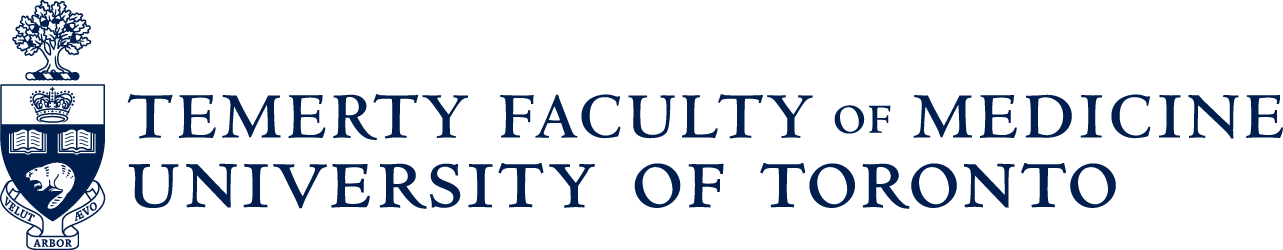 TEMERTY FACULTY OF MEDICINE
UNIVERSITY OF TORONTO
VELUT ARBOR ÆVO